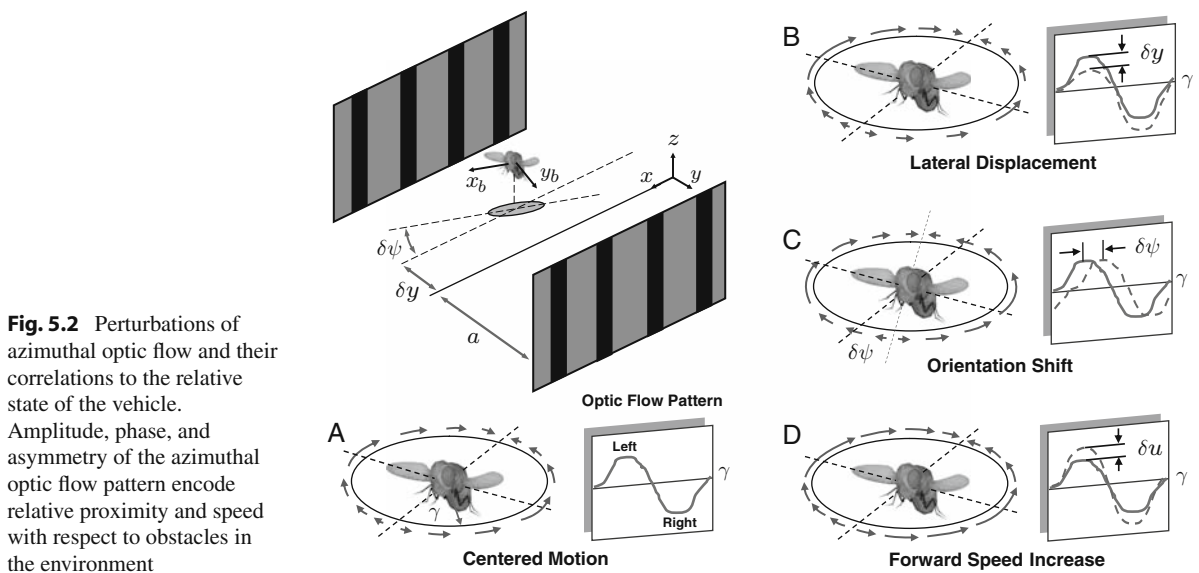 Fig. 5.2 Perturbations of
azimuthal optic flow and their
correlations to the relative
state of the vehicle.
Amplitude, phase, and
asymmetry of the azimuthal
optic flow pattern encode
relative proximity and speed
with respect to obstacles in
the environment
z
x
y
x_b
y_b
δψ
δy
a
Optic Flow Pattern
A
γ
Left
Right
γ
Centered Motion
B
δy
γ
Lateral Displacement
C
δψ
δψ
γ
Orientation Shift
D
δu
γ
Forward Speed Increase